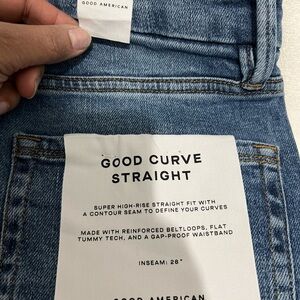 GOOD AMERICAN
GOOD CURVE
STRAIGHT
SUPER HIGH-RISE STRAIGHT FIT WITH
A CONTOUR SEAM TO DEFINE YOUR CURVES
MADE WITH REINFORCED BELTLOOPS, FLAT
TUMMY TECH, AND A GAP-PROOF WAISTBAND
INSEAM: 28"
GOOD AMERICAN